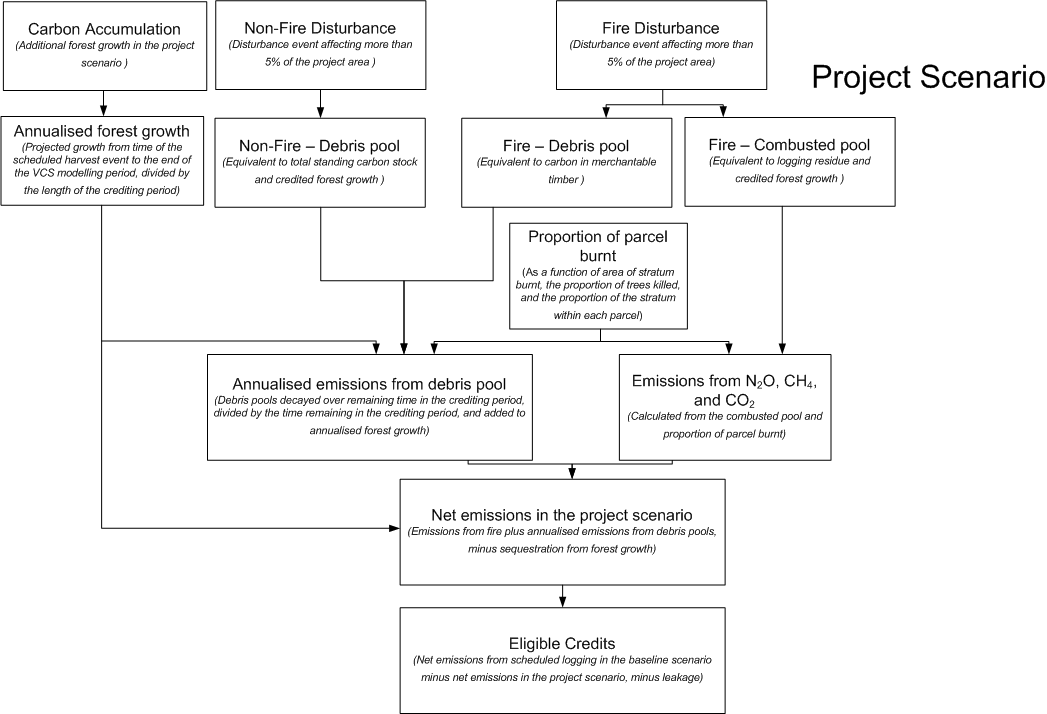 Carbon Accumulation
(Additional forest growth in the project
scenario )
Non-Fire Disturbance
(Disturbance event affecting more than
5% of the project area )
Fire Disturbance
(Disturbance event affecting more than
5% of the project area)
Project Scenario
Annualised forest growth
(Projected growth from time of the
scheduled harvest event to the end of
the VCS modelling period, divided by
the length of the crediting period)
Non-Fire – Debris pool
(Equivalent to total standing carbon stock
and credited forest growth )
Fire – Debris pool
(Equivalent to carbon in merchantable
timber )
Fire – Combusted pool
(Equivalent to logging residue and
credited forest growth )
Proportion of parcel
burnt
(As a function of area of stratum
burnt, the proportion of trees killed,
and the proportion of the stratum
within each parcel)
Annualised emissions from debris pool
(Debris pools decayed over remaining time in the crediting period,
divided by the time remaining in the crediting period, and added to
annualised forest growth)
Emissions from N₂O, CH₄,
and CO₂
(Calculated from the combusted pool and
proportion of parcel burnt)
Net emissions in the project scenario
(Emissions from fire plus annualised emissions from debris pools,
minus sequestration from forest growth)
Eligible Credits
(Net emissions from scheduled logging in the baseline scenario
minus net emissions in the project scenario, minus leakage)